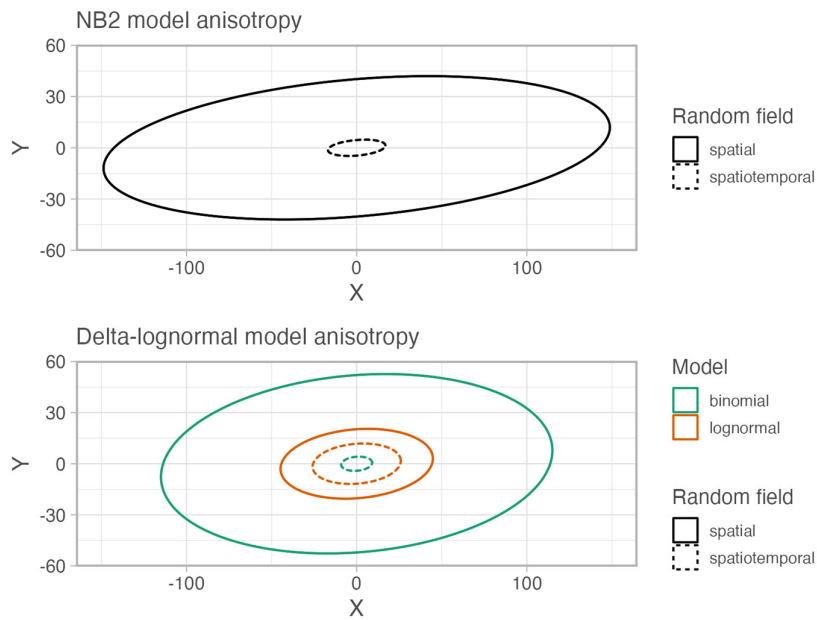 NB2 model anisotropy
60
30
0
-30
-60
Y
-100 0 100
X
Random field
spatial
spatiotemporal
Delta-lognormal model anisotropy
60
30
0
-30
-60
Y
-100 0 100
X
Model
binomial
lognormal
Random field
spatial
spatiotemporal